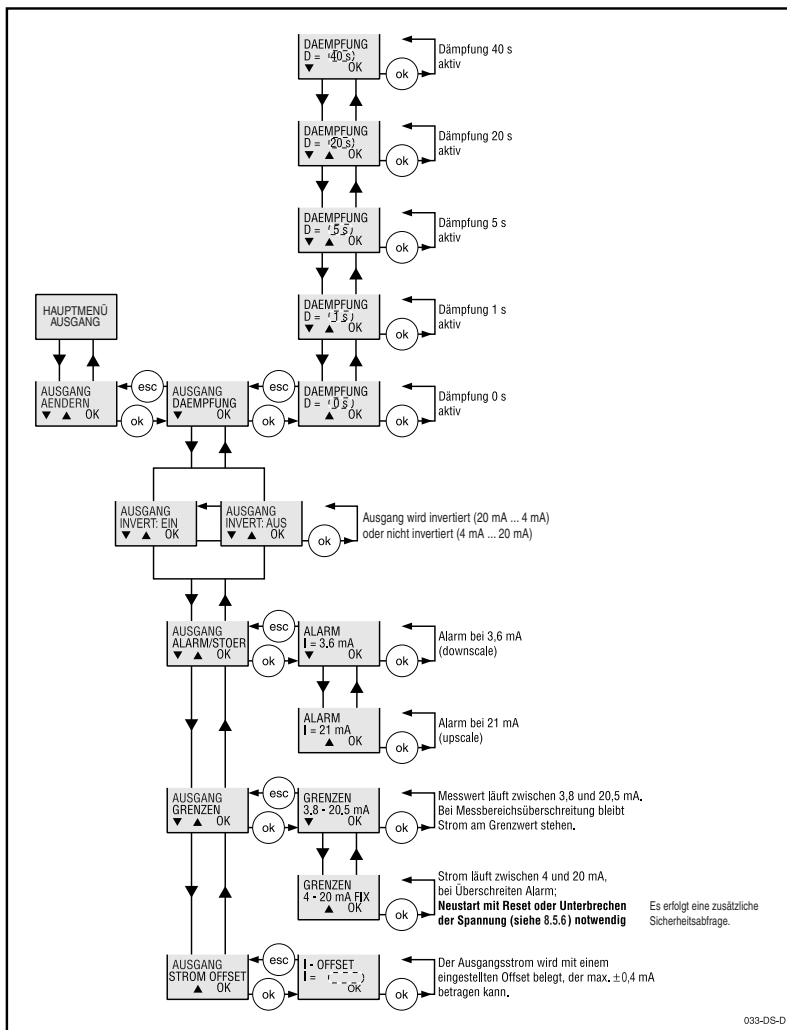 DAEMPFUNG
D = (40 s)
▼ OK
ok
Dämpfung 40 s
aktiv
DAEMPFUNG
D = (20 s)
▼ ▲ OK
ok
Dämpfung 20 s
aktiv
DAEMPFUNG
D = (5 s)
▼ ▲ OK
ok
Dämpfung 5 s
aktiv
DAEMPFUNG
D = (1 s)
▼ ▲ OK
ok
Dämpfung 1 s
aktiv
HAUPTMENÜ
AUSGANG
AUSGANG
AENDERN
▼ ▲ OK
esc
ok
AUSGANG
DAEMPFUNG
▼ OK
esc
ok
DAEMPFUNG
D = (0 s)
▲ OK
ok
Dämpfung 0 s
aktiv
AUSGANG
INVERT: EIN
▼ ▲ OK
AUSGANG
INVERT: AUS
▼ ▲ OK
ok
Ausgang wird invertiert (20 mA ... 4 mA)
oder nicht invertiert (4 mA ... 20 mA)
AUSGANG
ALARM/STOER
▼ ▲ OK
esc
ok
ALARM
I = 3.6 mA
▼ OK
ok
Alarm bei 3,6 mA
(downscale)
ALARM
I = 21 mA
▲ OK
ok
Alarm bei 21 mA
(upscale)
AUSGANG
GRENZEN
▼ ▲ OK
esc
ok
GRENZEN
3.8 - 20.5 mA
▼ OK
ok
Messwert läuft zwischen 3,8 und 20,5 mA.
Bei Messbereichsüberschreitung bleibt
Strom am Grenzwert stehen.
GRENZEN
4 - 20 mA FIX
▲ OK
ok
Strom läuft zwischen 4 und 20 mA,
bei Überschreiten Alarm;
Neustart mit Reset oder Unterbrechen
der Spannung (siehe 8.5.6) notwendig
Es erfolgt eine zusätzliche
Sicherheitsabfrage.
AUSGANG
STROM OFFSET
▲ OK
esc
ok
I - OFFSET
I = ( )
OK
ok
Der Ausgangsstrom wird mit einem
eingestellten Offset belegt, der max. ±0,4 mA
betragen kann.
033-DS-D